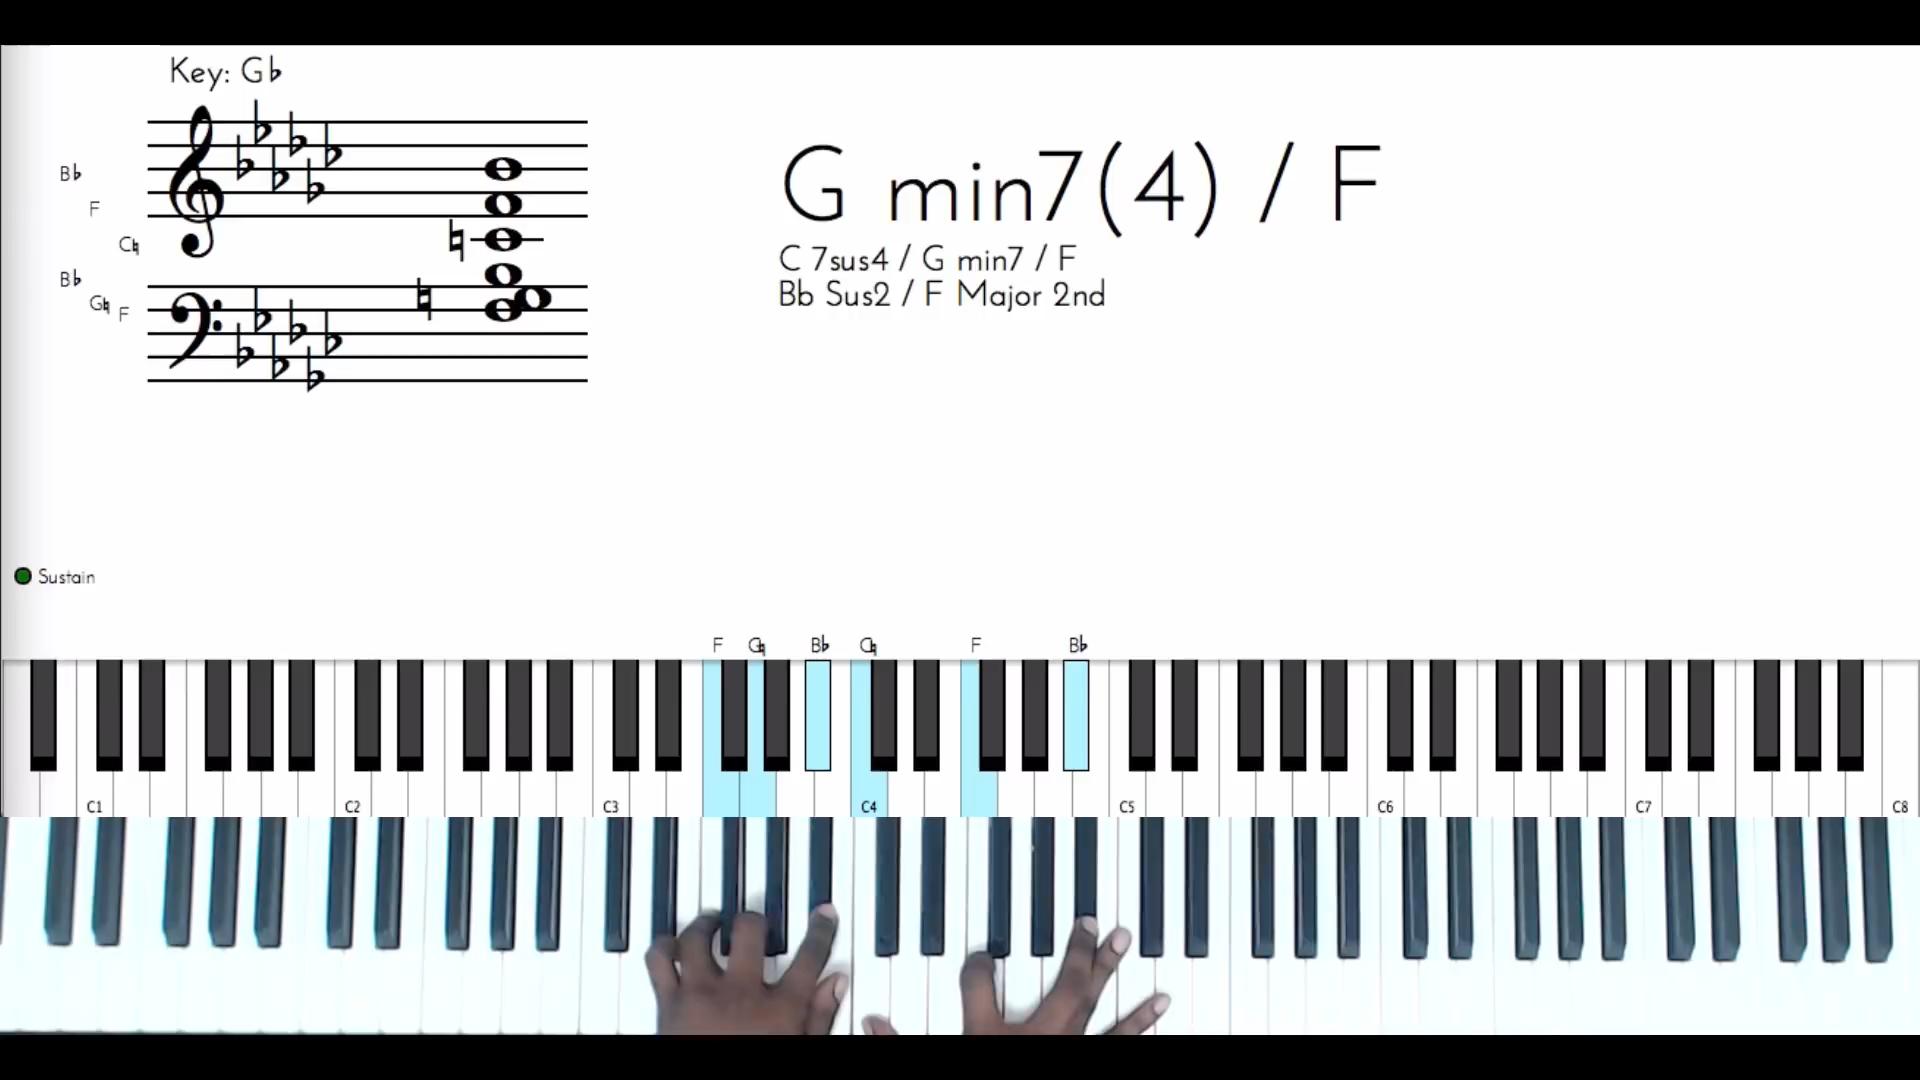 Key: G♭
G min7(4) / F
C 7sus4 / G min7 / F
Bb Sus2 / F Major 2nd
B♭
F
C♮
B♭
G♮
F
Sustain
F G♮ B♭ C♮ F B♭
C1 C2 C3 C4 C5 C6 C7 C8